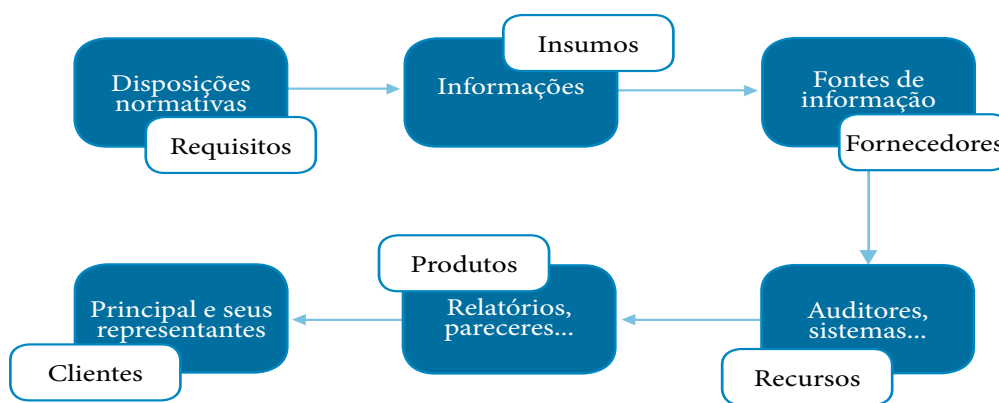 Disposições
normativas
Requisitos
Insumos
Informações
Fontes de
informação
Fornecedores
Auditores,
sistemas...
Recursos
Produtos
Relatórios,
pareceres...
Principal e seus
representantes
Clientes